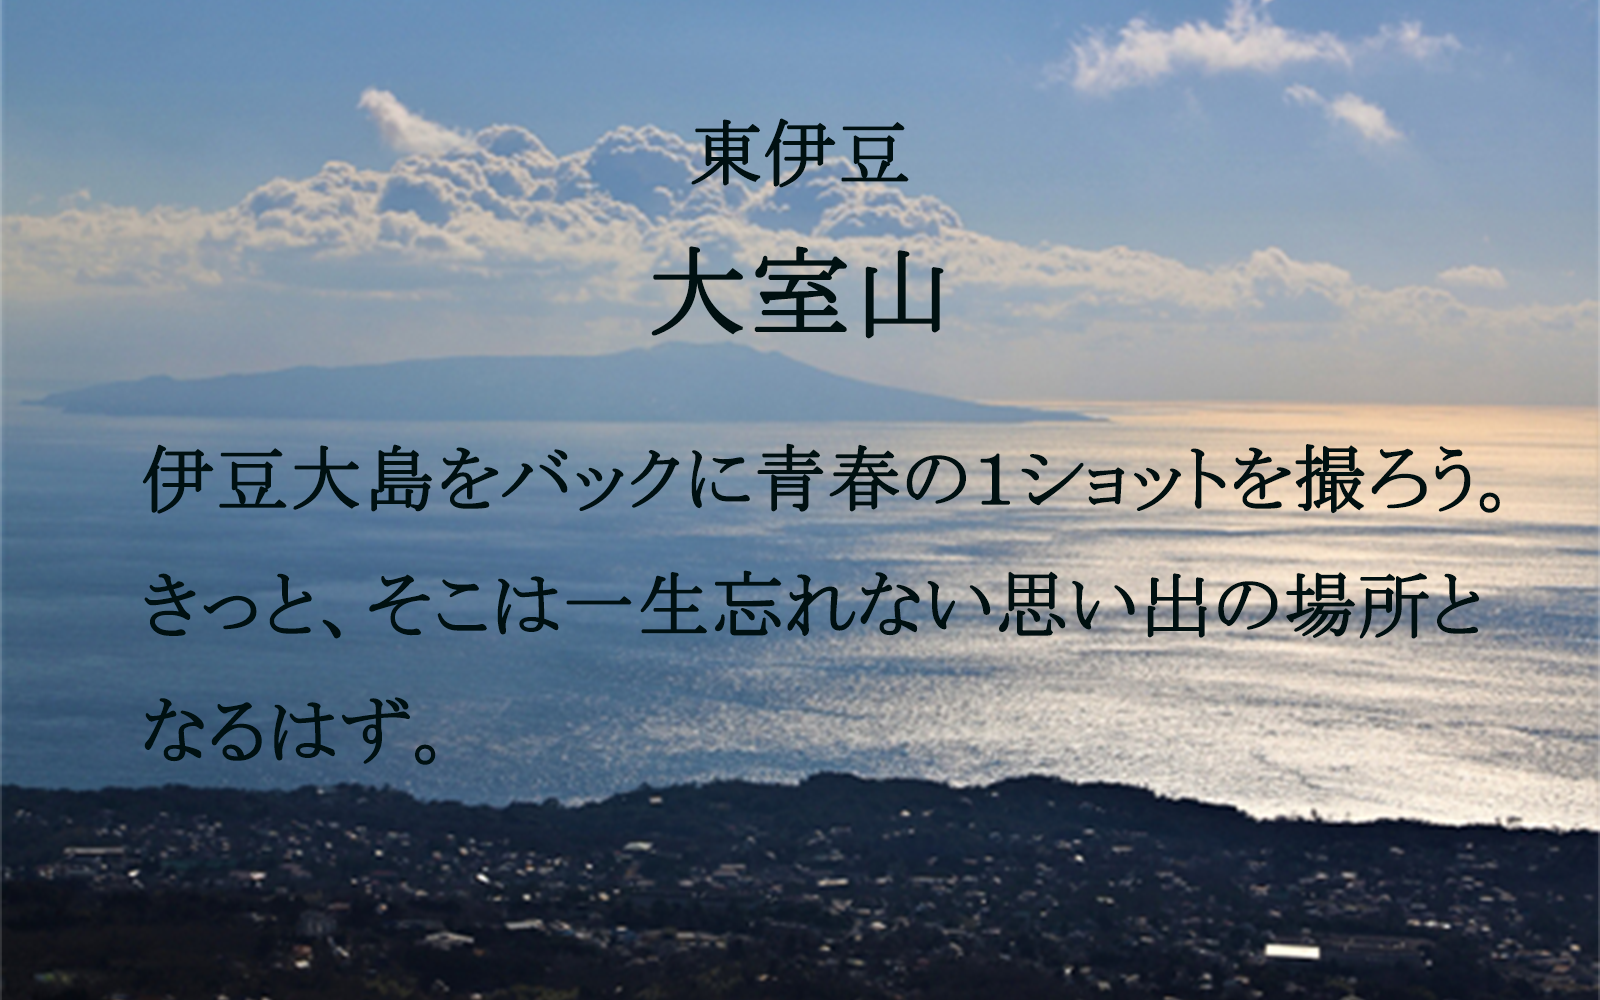 東伊豆
大室山
伊豆大島をバックに青春の1ショットを撮ろう。
きっと、そこは一生忘れない思い出の場所と
なるはず。